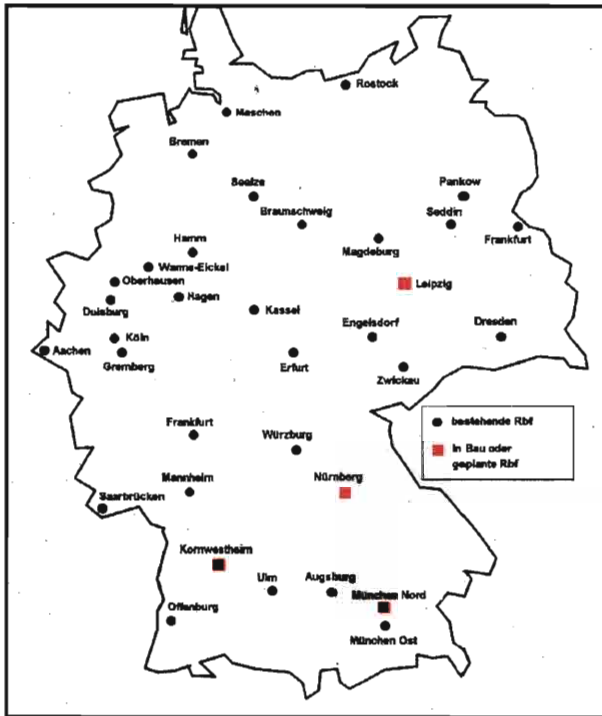 Rostock
Maschen
Bremen
Seelze
Pankow
Braunschweig
Seddin
Frankfurt
Hamm
Magdeburg
Wanne-Eickel
Oberhausen
Leipzig
Hagen
Duisburg
Kassel
Engelsdorf
Dresden
Köln
Aachen
Gremberg
Erfurt
Zwickau
bestehende Rbf
Frankfurt
Würzburg
In Bau oder
geplante Rbf
Mannheim
Nürnberg
Saarbrücken
Kornwestheim
Ulm
Augsburg
München Nord
Offenburg
München Ost